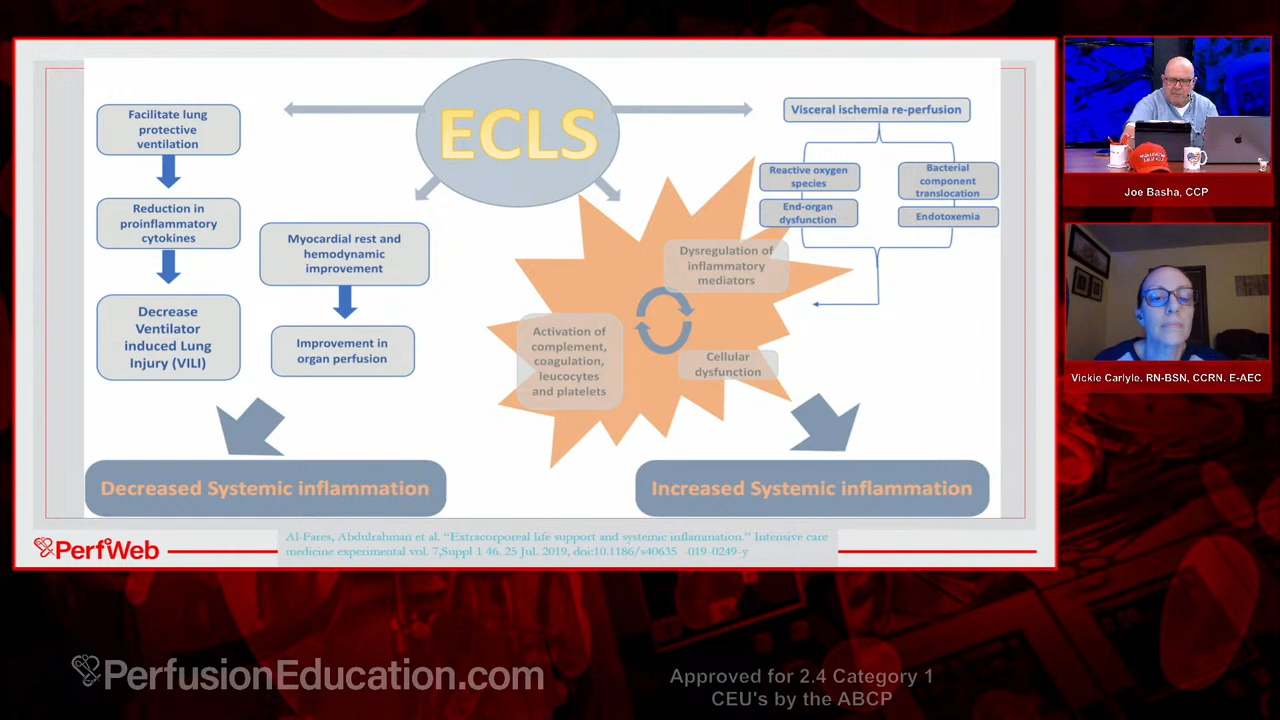 ECLS
Facilitate lung
protective
ventilation
Reduction in
proinflammatory
cytokines
Decrease
Ventilator
induced Lung
Injury (VILI)
Myocardial rest and
hemodynamic
improvement
Improvement in
organ perfusion
Decreased Systemic inflammation
Visceral ischemia re-perfusion
Reactive oxygen
species
End-organ
dysfunction
Bacterial
component
translocation
Endotoxemia
Dysregulation of
inflammatory
mediators
Activation of
complement,
coagulation,
leucocytes
and platelets
Cellular
dysfunction
Increased Systemic inflammation
Al-Fares, Abdulrahman et al. “Extracorporeal life support and systemic inflammation.” Intensive care
medicine experimental vol. 7,Suppl 1 46. 25 Jul. 2019, doi:10.1186/s40635 -019-0249-y
PerfWeb
Joe Basha, CCP
Vickie Carlyle, RN-BSN, CCRN, E-AEC
PerfusionEducation.com
Approved for 2.4 Category 1
CEU's by the ABCP